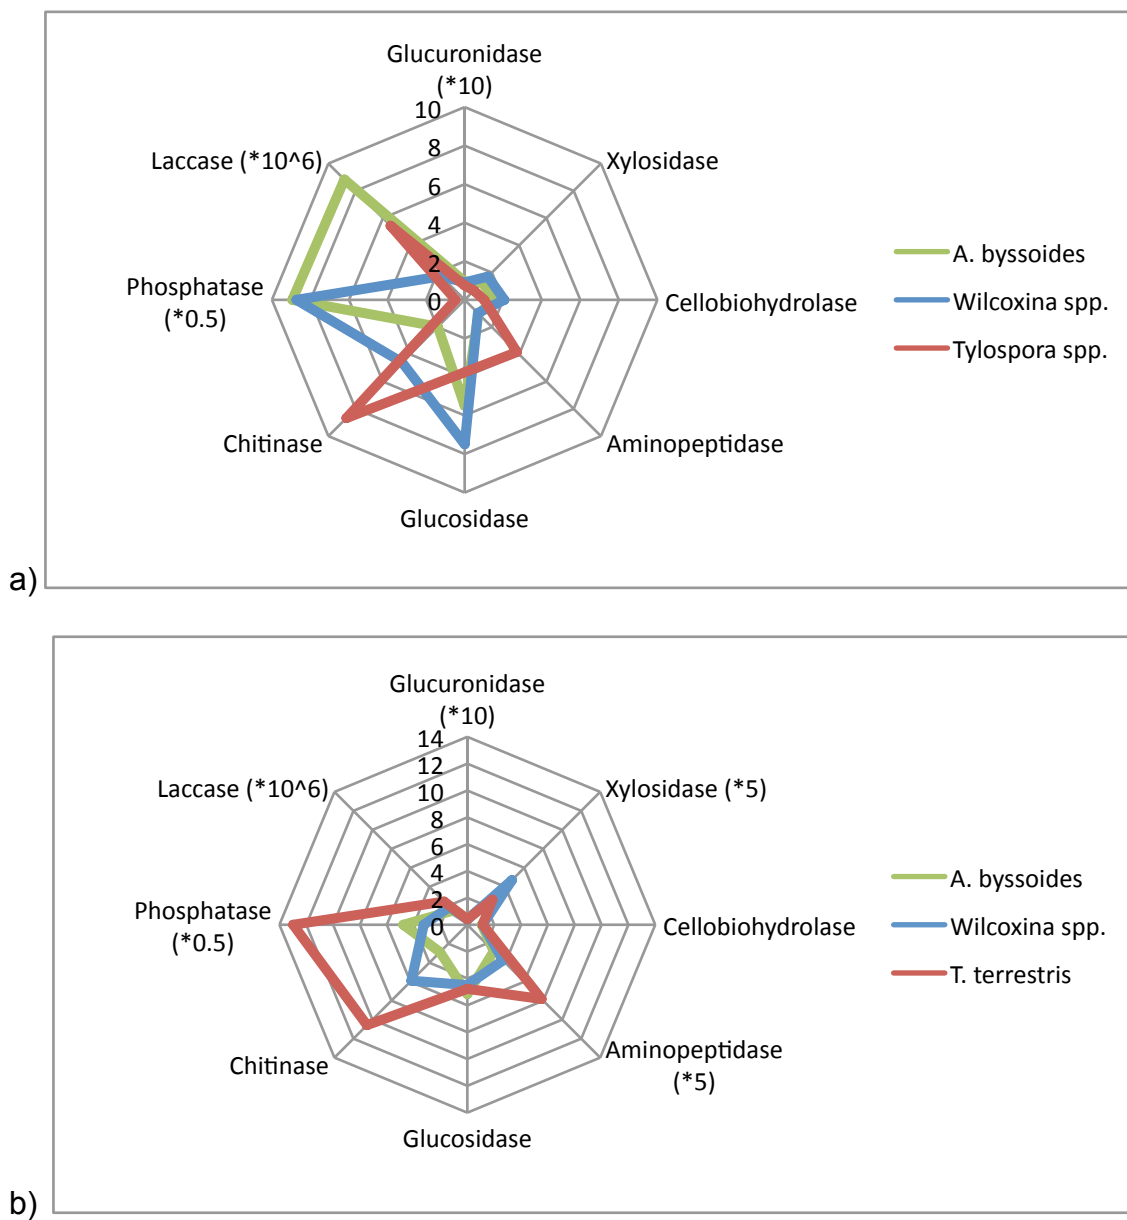 Glucuronidase
(*10)
10
8
6
4
2
0
Laccase (*10^6)
Xylosidase
Phosphatase
(*0.5)
Cellobiohydrolase
Chitinase
Aminopeptidase
Glucosidase
A. byssoides
Wilcoxina spp.
Tylospora spp.
a)
Glucuronidase
(*10)
14
12
10
8
6
4
2
0
Laccase (*10^6)
Xylosidase (*5)
Phosphatase
(*0.5)
Cellobiohydrolase
Chitinase
Aminopeptidase
(*5)
Glucosidase
A. byssoides
Wilcoxina spp.
T. terrestris
b)